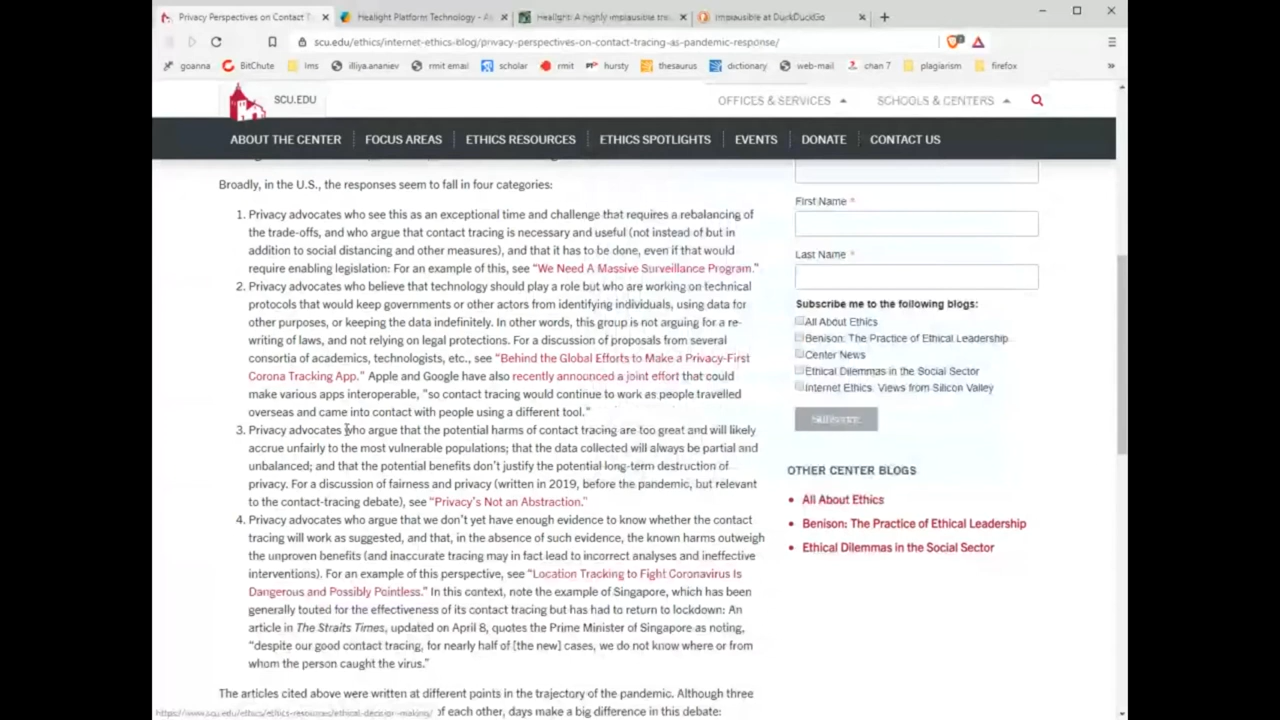 Privacy Perspectives on Contact T
Healight Platform Technology - A
Healight: A highly implausible tre
implausible at DuckDuckGo
scu.edu/ethics/internet-ethics-blog/privacy-perspectives-on-contact-tracing-as-pandemic-response/
goanna
BitChute
lms
illiya.ananiev
rmit email
scholar
rmit
hursty
thesaurus
dictionary
web-mail
chan 7
plagiarism
firefox
SCU.EDU
OFFICES & SERVICES
SCHOOLS & CENTERS
ABOUT THE CENTER
FOCUS AREAS
ETHICS RESOURCES
ETHICS SPOTLIGHTS
EVENTS
DONATE
CONTACT US
Broadly, in the U.S., the responses seem to fall in four categories:
1. Privacy advocates who see this as an exceptional time and challenge that requires a rebalancing of
the trade-offs, and who argue that contact tracing is necessary and useful (not instead of but in
addition to social distancing and other measures), and that it has to be done, even if that would
require enabling legislation: For an example of this, see “We Need A Massive Surveillance Program.”
2. Privacy advocates who believe that technology should play a role but who are working on technical
protocols that would keep governments or other actors from identifying individuals, using data for
other purposes, or keeping the data indefinitely. In other words, this group is not arguing for a re-
writing of laws, and not relying on legal protections. For a discussion of proposals from several
consortia of academics, technologists, etc., see “Behind the Global Efforts to Make a Privacy-First
Corona Tracking App.” Apple and Google have also recently announced a joint effort that could
make various apps interoperable, “so contact tracing would continue to work as people travelled
overseas and came into contact with people using a different tool.”
3. Privacy advocates who argue that the potential harms of contact tracing are too great and will likely
accrue unfairly to the most vulnerable populations; that the data collected will always be partial and
unbalanced; and that the potential benefits don’t justify the potential long-term destruction of
privacy. For a discussion of fairness and privacy (written in 2019, before the pandemic, but relevant
to the contact-tracing debate), see “Privacy’s Not an Abstraction.”
4. Privacy advocates who argue that we don’t yet have enough evidence to know whether the contact
tracing will work as suggested, and that, in the absence of such evidence, the known harms outweigh
the unproven benefits (and inaccurate tracing may in fact lead to incorrect analyses and ineffective
interventions). For an example of this perspective, see “Location Tracking to Fight Coronavirus Is
Dangerous and Possibly Pointless.” In this context, note the example of Singapore, which has been
generally touted for the effectiveness of its contact tracing but has had to return to lockdown: An
article in The Straits Times, updated on April 8, quotes the Prime Minister of Singapore as noting,
“despite our good contact tracing, for nearly half of [the new] cases, we do not know where or from
whom the person caught the virus.”
The articles cited above were written at different points in the trajectory of the pandemic. Although three
of each other, days make a big difference in this debate:
https://www.scu.edu/ethics/ethics-resources/ethical-decision-making/
First Name *
Last Name *
Subscribe me to the following blogs:
All About Ethics
Benison: The Practice of Ethical Leadership
Center News
Ethical Dilemmas in the Social Sector
Internet Ethics: Views from Silicon Valley
OTHER CENTER BLOGS
• All About Ethics
• Benison: The Practice of Ethical Leadership
• Ethical Dilemmas in the Social Sector